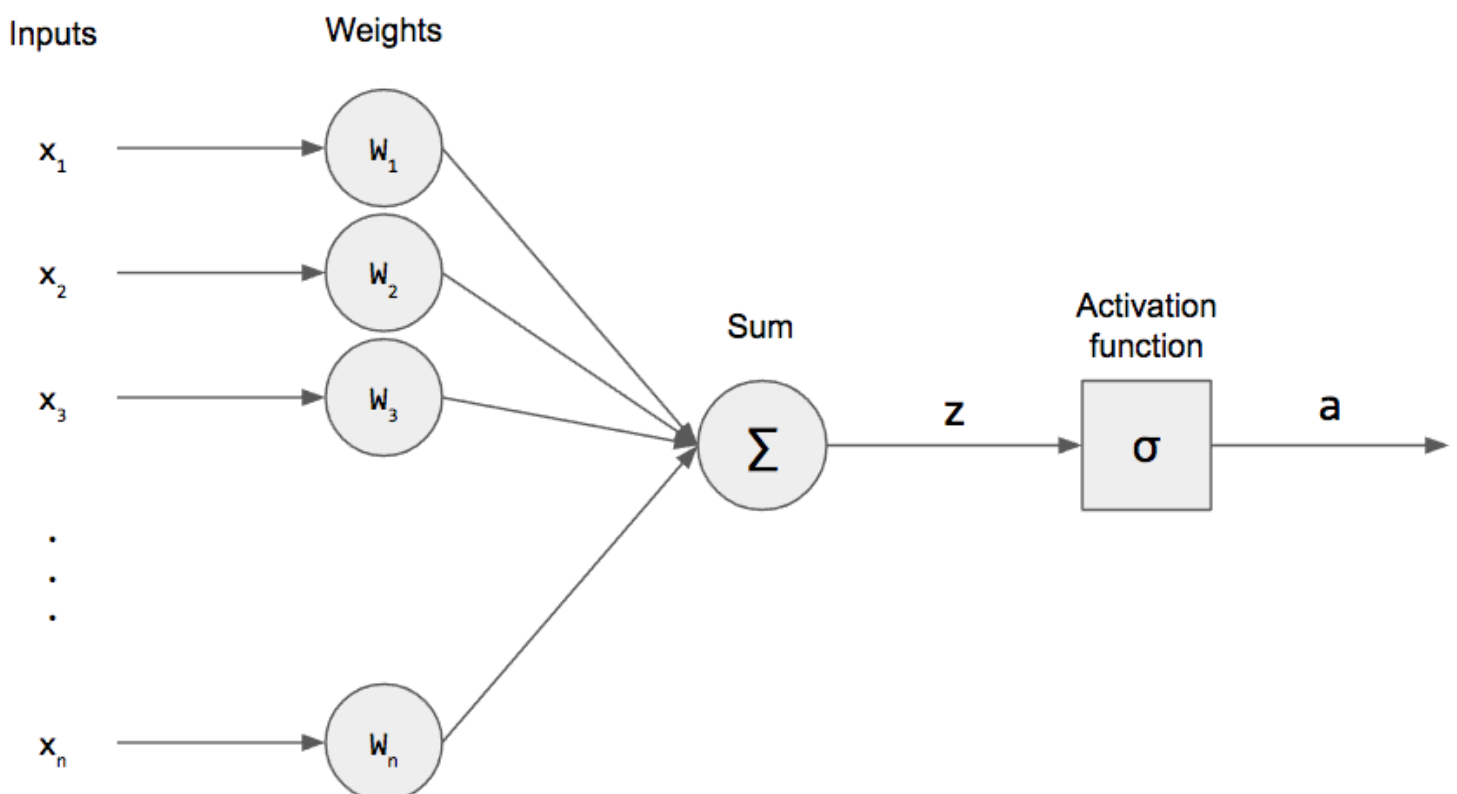 Inputs
Weights
x₁
W₁
x₂
W₂
x₃
W₃
.
.
.
xₙ
Wₙ
Sum
Σ
z
Activation
function
σ
a